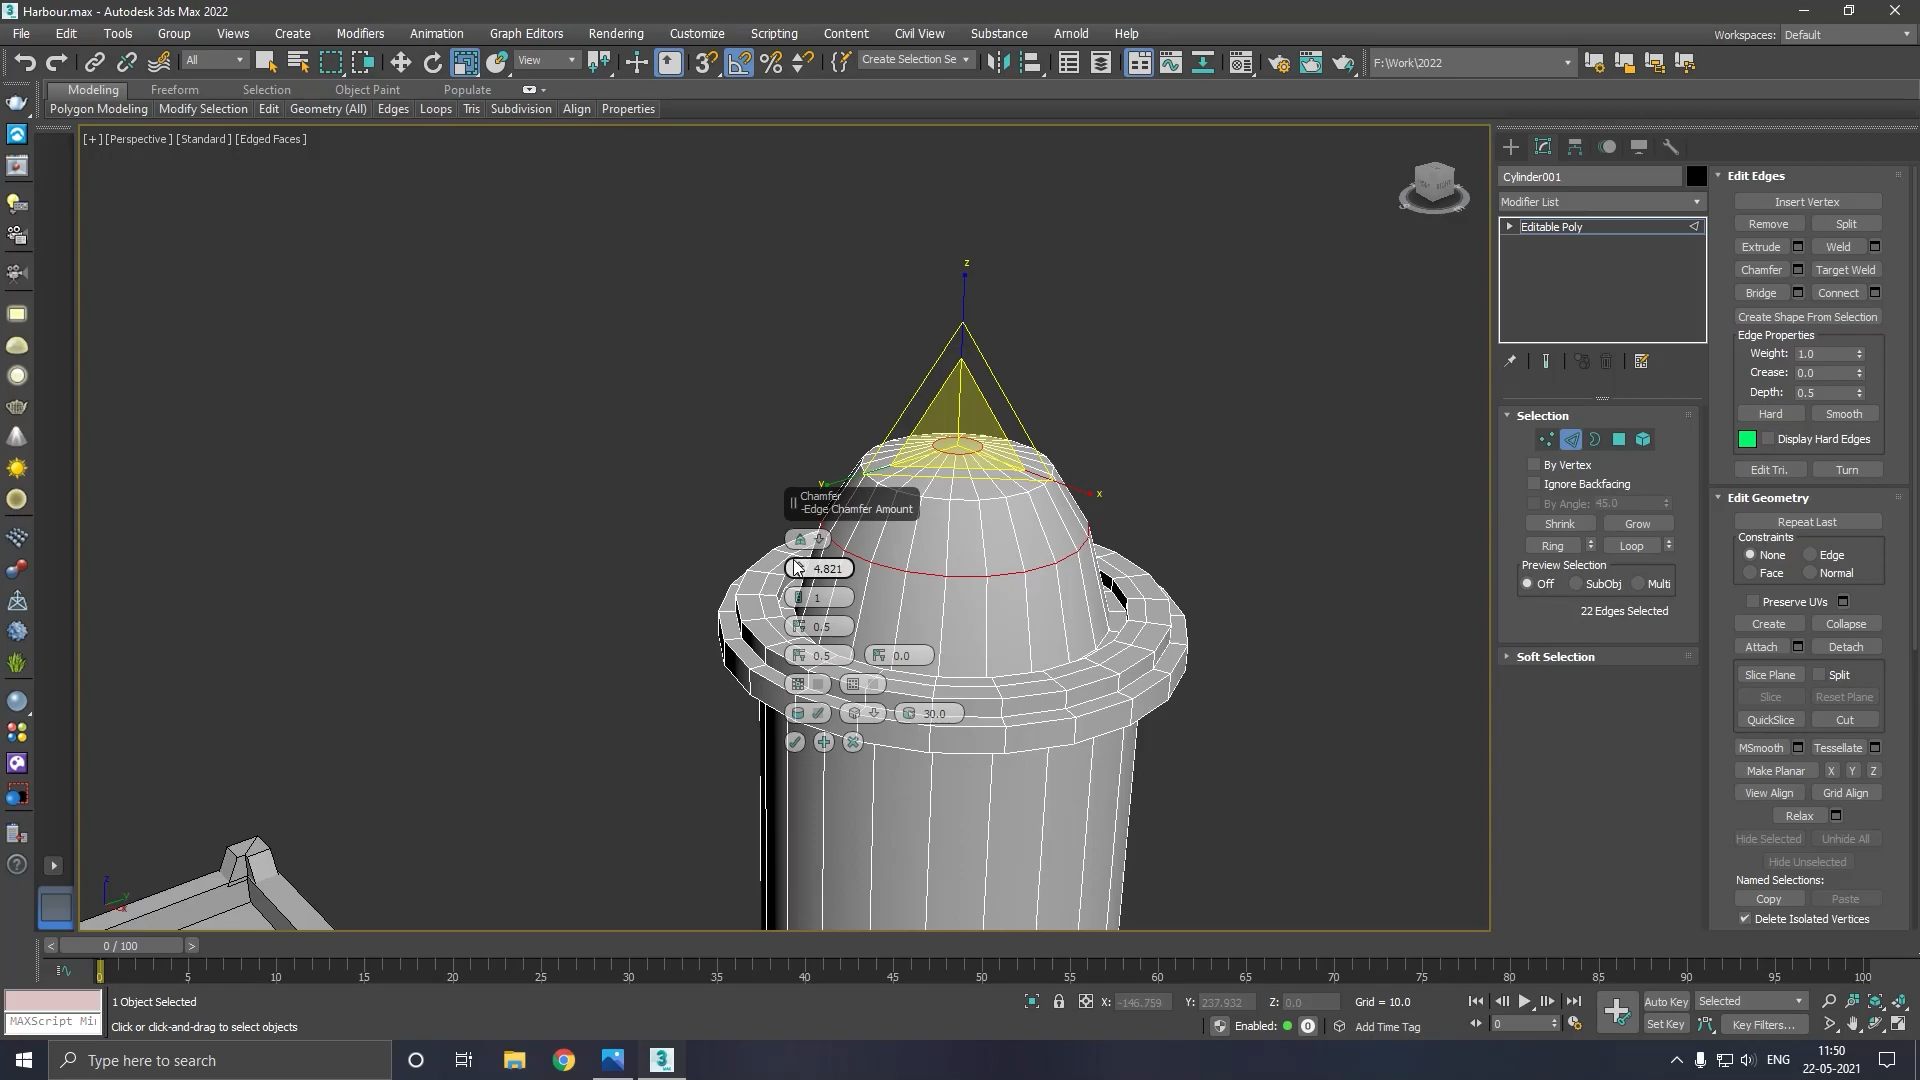 Harbour.max - Autodesk 3ds Max 2022
File Edit Tools Group Views Create Modifiers Animation Graph Editors Rendering Customize Scripting Content Civil View Substance Arnold Help
Workspaces: Default
All View Create Selection Se F:\Work\2022
Modeling Freeform Selection Object Paint Populate
Polygon Modeling Modify Selection Edit Geometry (All) Edges Loops Tris Subdivision Align Properties
[+] [Perspective ] [Standard ] [Edged Faces ]
z
y
x
Chamfer
-Edge Chamfer Amount
4.821
1
0.5
0.5 0.0
30.0
Cylinder001
Modifier List
Editable Poly
Selection
By Vertex
Ignore Backfacing
By Angle: 45.0
Shrink Grow
Ring Loop
Preview Selection
Off SubObj Multi
22 Edges Selected
Soft Selection
Edit Edges
Insert Vertex
Remove Split
Extrude Weld
Chamfer Target Weld
Bridge Connect
Create Shape From Selection
Edge Properties
Weight: 1.0
Crease: 0.0
Depth: 0.5
Hard Smooth
Display Hard Edges
Edit Tri. Turn
Edit Geometry
Repeat Last
Constraints
None Edge
Face Normal
Preserve UVs
Create Collapse
Attach Detach
Slice Plane Split
Slice Reset Plane
QuickSlice Cut
MSmooth Tessellate
Make Planar X Y Z
View Align Grid Align
Relax
Hide Selected Unhide All
Hide Unselected
Named Selections:
Copy Paste
Delete Isolated Vertices
< 0 / 100 >
0 5 10 15 20 25 30 35 40 45 50 55 60 65 70 75 80 85 90 95 100
1 Object Selected
X: -146.759 Y: 237.932 Z: 0.0 Grid = 10.0
Auto Key Selected
MAXScript Mi
Click or click-and-drag to select objects
Enabled: 0 Add Time Tag
0
Set Key Key Filters...
Type here to search
ENG
11:50
22-05-2021